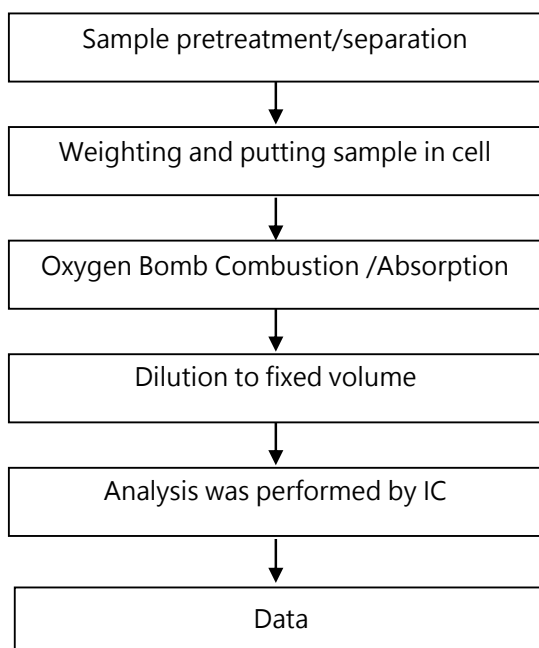 Sample pretreatment/separation
Weighting and putting sample in cell
Oxygen Bomb Combustion /Absorption
Dilution to fixed volume
Analysis was performed by IC
Data